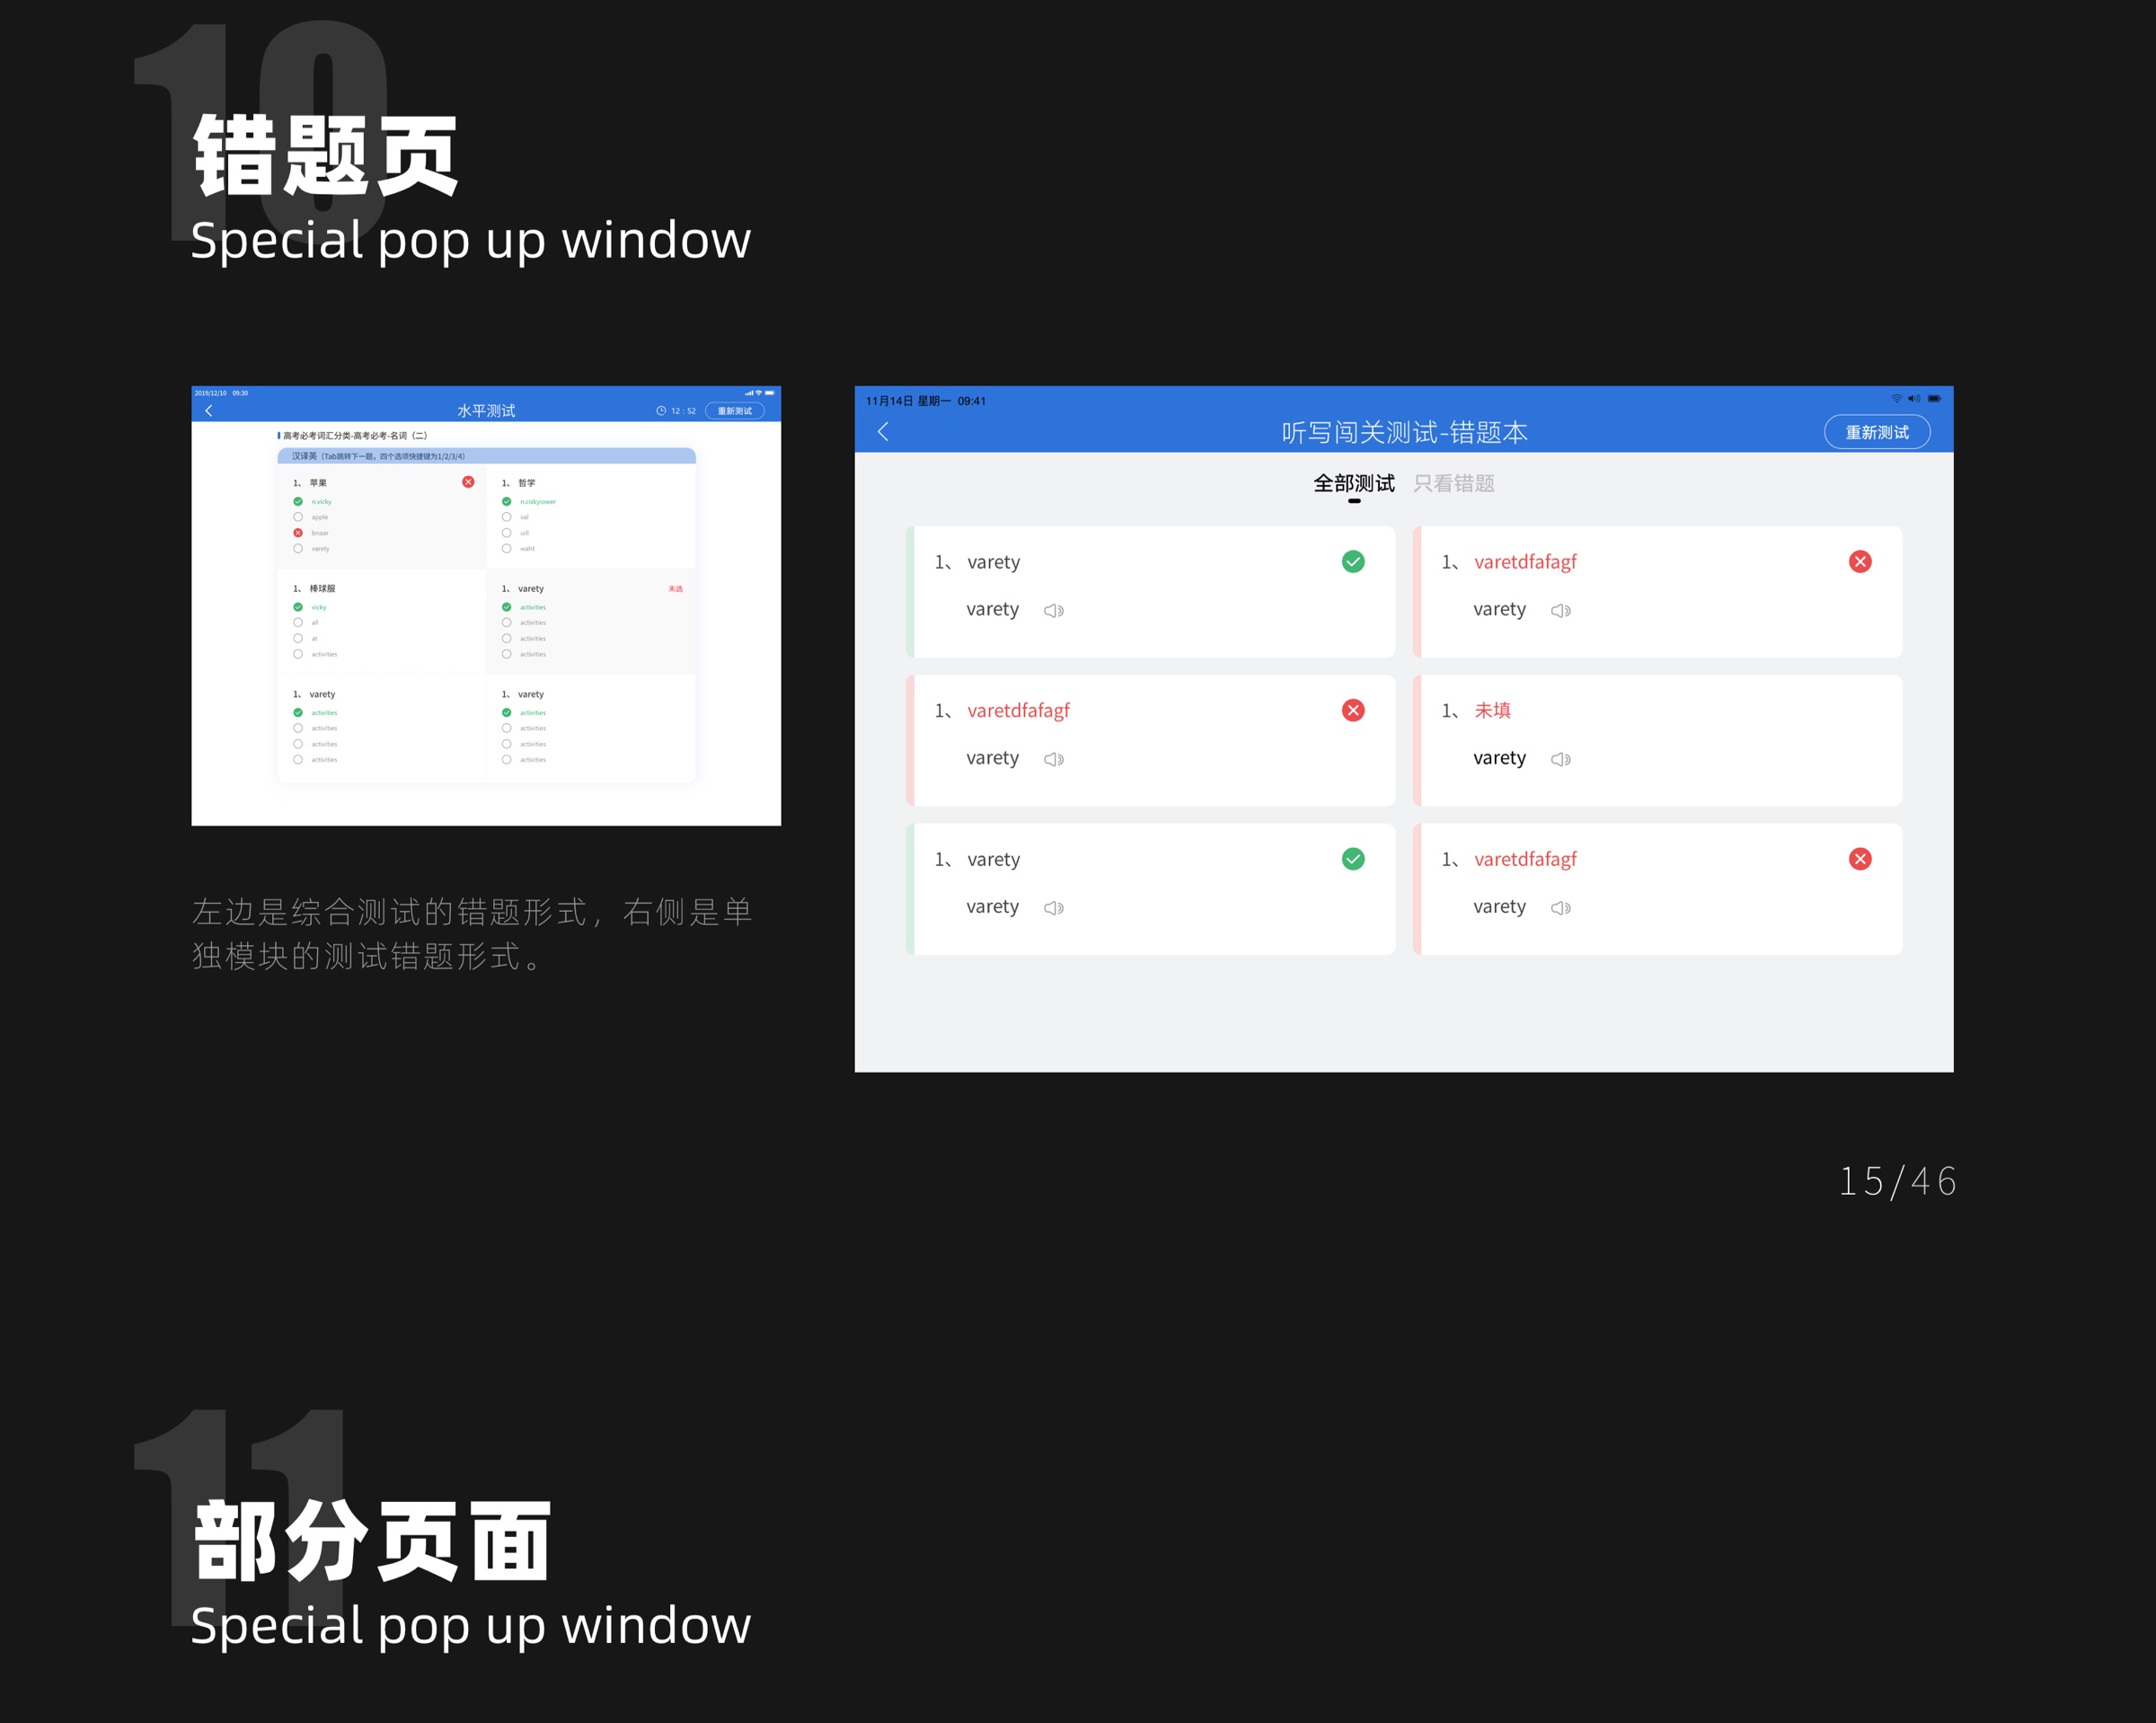 10
错题页
Special pop up window
2019/12/10 09:30
水平测试
12 : 52
重新测试
高考必考词汇分类-高考必考-名词（二）
汉译英（Tab跳转下一题，四个选项快捷键为1/2/3/4）
1、 苹果
n.vicky
apple
bnaar
varety
1、 哲学
n.ciskyiower
val
uill
waht
1、 棒球服
vicky
all
at
activities
1、 varety
未选
activities
activities
activities
activities
1、 varety
activities
activities
activities
activities
1、 varety
activities
activities
activities
activities
左边是综合测试的错题形式，右侧是单
独模块的测试错题形式。
11月14日 星期一 09:41
听写闯关测试-错题本
重新测试
全部测试 只看错题
1、 varety
varety
1、 varetdfafagf
varety
1、 varetdfafagf
varety
1、 未填
varety
1、 varety
varety
1、 varetdfafagf
varety
15/46
11
部分页面
Special pop up window